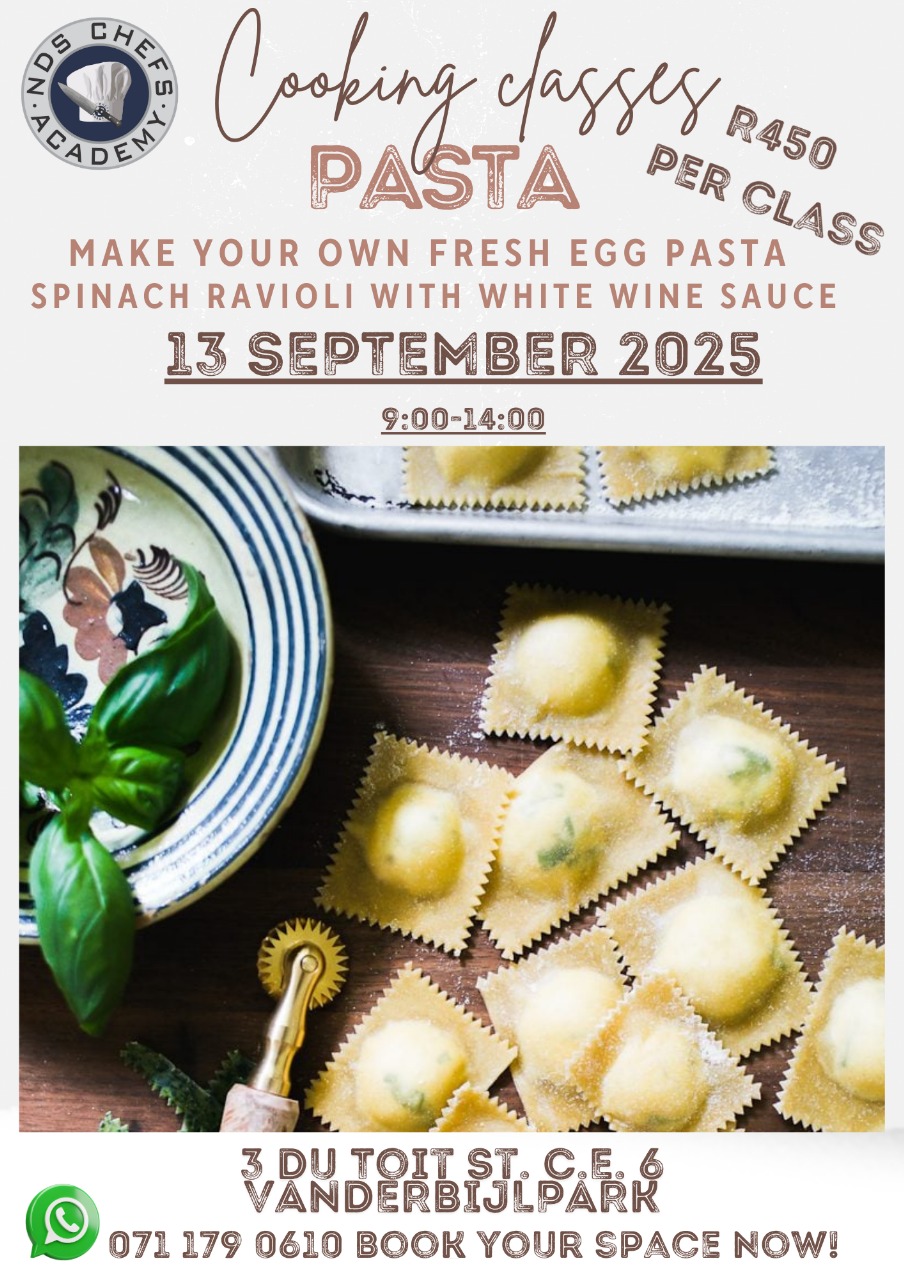 NDS CHEFS
ACADEMY
Cooking classes
PASTA
R450
PER CLASS
MAKE YOUR OWN FRESH EGG PASTA
SPINACH RAVIOLI WITH WHITE WINE SAUCE
13 SEPTEMBER 2025
9:00-14:00
3 DU TOIT ST. C.E. 6
VANDERBIJLPARK
071 179 0610 BOOK YOUR SPACE NOW!